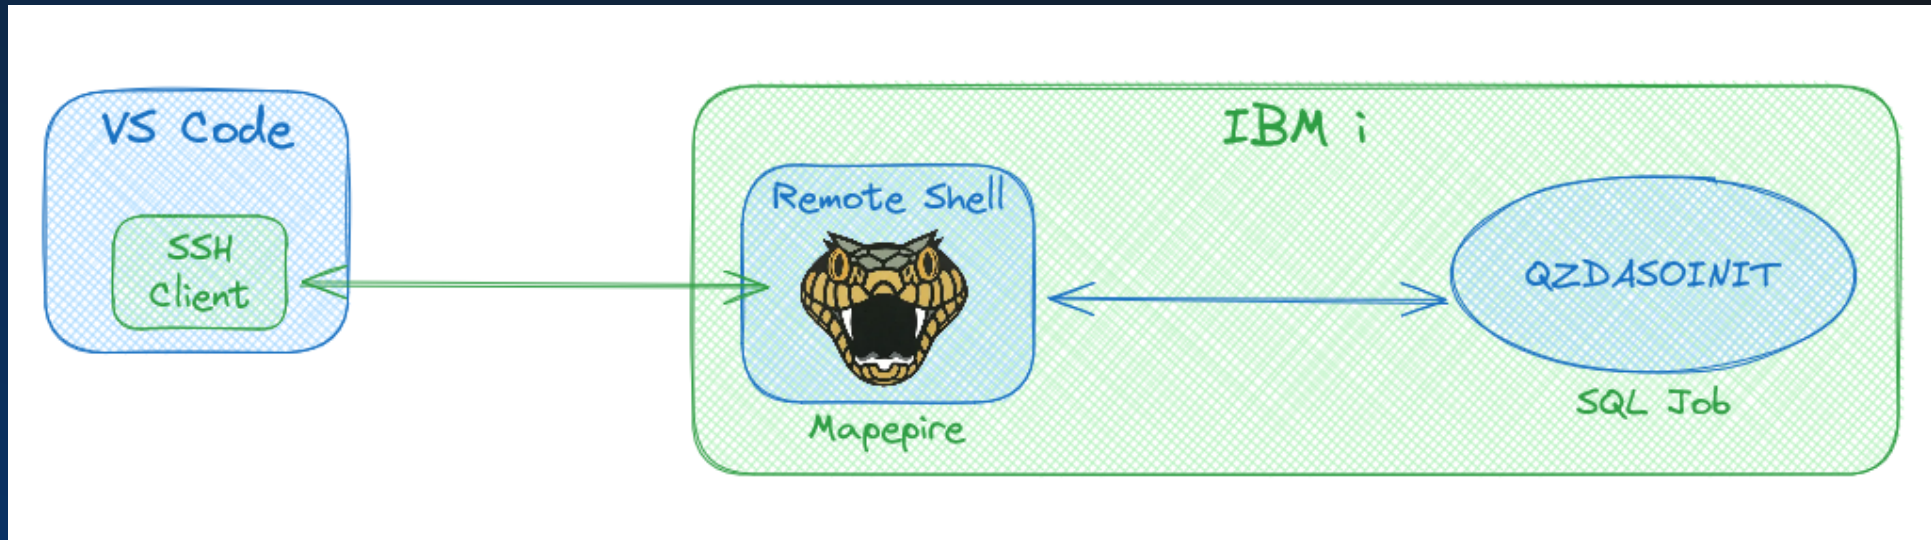 VS Code
SSH
Client
IBM i
Remote Shell
Mapepire
QZDASOINIT
SQL Job